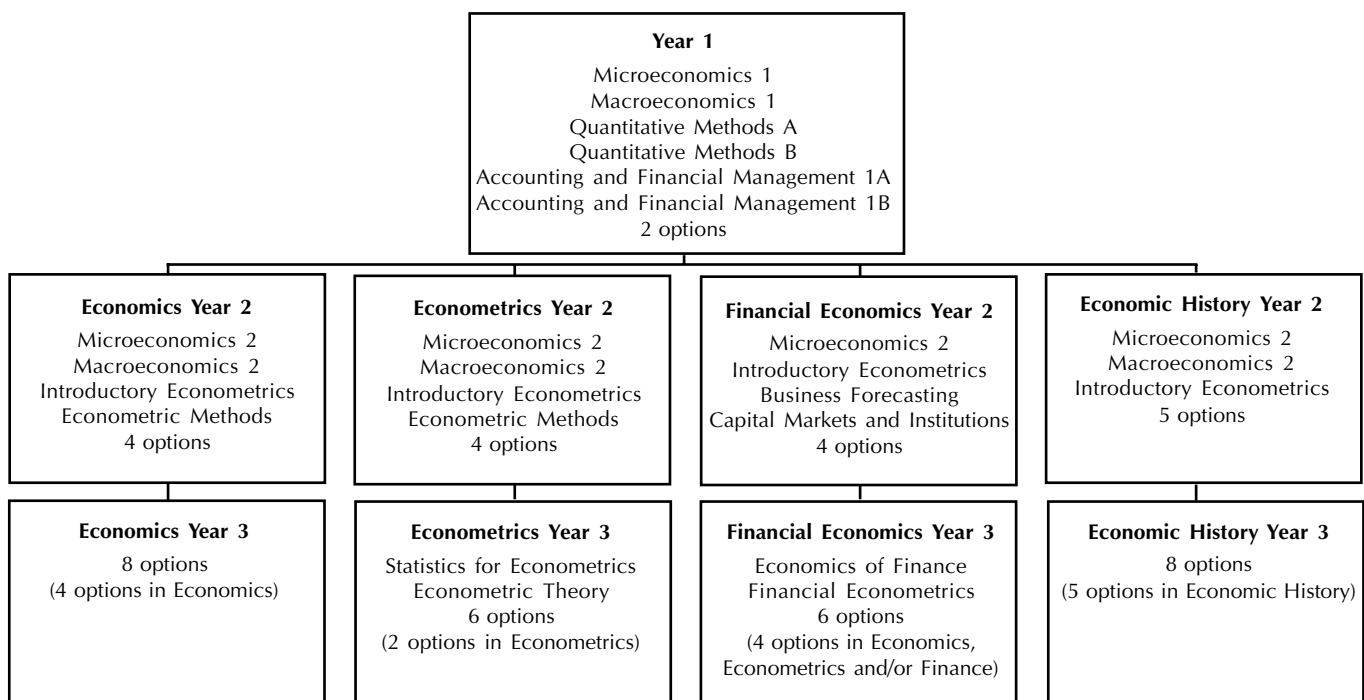 Year 1
Microeconomics 1
Macroeconomics 1
Quantitative Methods A
Quantitative Methods B
Accounting and Financial Management 1A
Accounting and Financial Management 1B
2 options
Economics Year 2
Microeconomics 2
Macroeconomics 2
Introductory Econometrics
Econometric Methods
4 options
Econometrics Year 2
Microeconomics 2
Macroeconomics 2
Introductory Econometrics
Econometric Methods
4 options
Financial Economics Year 2
Microeconomics 2
Introductory Econometrics
Business Forecasting
Capital Markets and Institutions
4 options
Economic History Year 2
Microeconomics 2
Macroeconomics 2
Introductory Econometrics
5 options
Economics Year 3
8 options
(4 options in Economics)
Econometrics Year 3
Statistics for Econometrics
Econometric Theory
6 options
(2 options in Econometrics)
Financial Economics Year 3
Economics of Finance
Financial Econometrics
6 options
(4 options in Economics,
Econometrics and/or Finance)
Economic History Year 3
8 options
(5 options in Economic History)